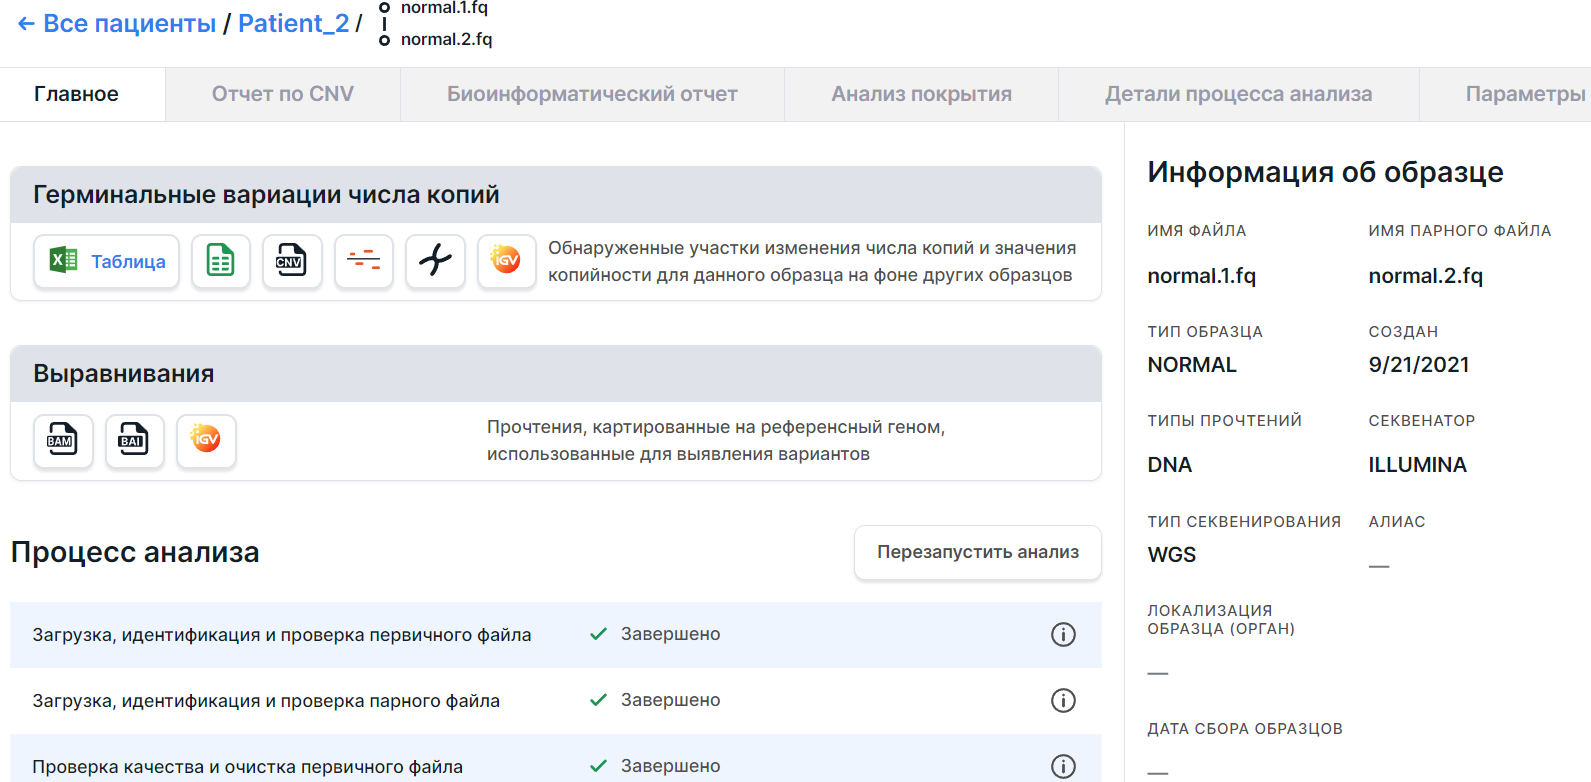 ← Все пациенты / Patient_2 /
normal.1.fq
normal.2.fq
Главное
Отчет по CNV
Биоинформатический отчет
Анализ покрытия
Детали процесса анализа
Параметры
Герминальные вариации числа копий
Таблица
CNV
IGV
Обнаруженные участки изменения числа копий и значения
копийности для данного образца на фоне других образцов
Выравнивания
BAM
BAI
IGV
Прочтения, картированные на референсный геном,
использованные для выявления вариантов
Процесс анализа
Перезапустить анализ
Загрузка, идентификация и проверка первичного файла
Завершено
Загрузка, идентификация и проверка парного файла
Завершено
Проверка качества и очистка первичного файла
Завершено
Информация об образце
ИМЯ ФАЙЛА
normal.1.fq
ИМЯ ПАРНОГО ФАЙЛА
normal.2.fq
ТИП ОБРАЗЦА
NORMAL
СОЗДАН
9/21/2021
ТИПЫ ПРОЧТЕНИЙ
DNA
СЕКВЕНАТОР
ILLUMINA
ТИП СЕКВЕНИРОВАНИЯ
WGS
АЛИАС
—
ЛОКАЛИЗАЦИЯ
ОБРАЗЦА (ОРГАН)
—
ДАТА СБОРА ОБРАЗЦОВ
—